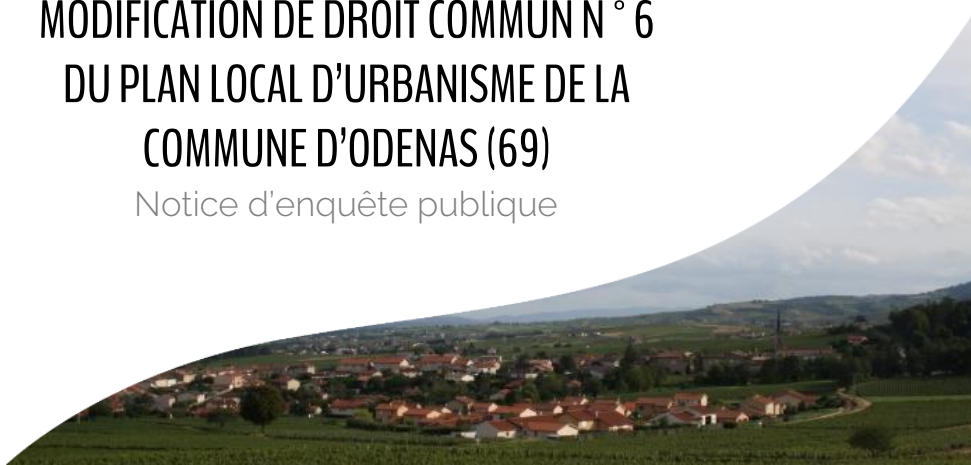 MODIFICATION DE DROIT COMMUN N°6
DU PLAN LOCAL D’URBANISME DE LA
COMMUNE D’ODENAS (69)
Notice d’enquête publique